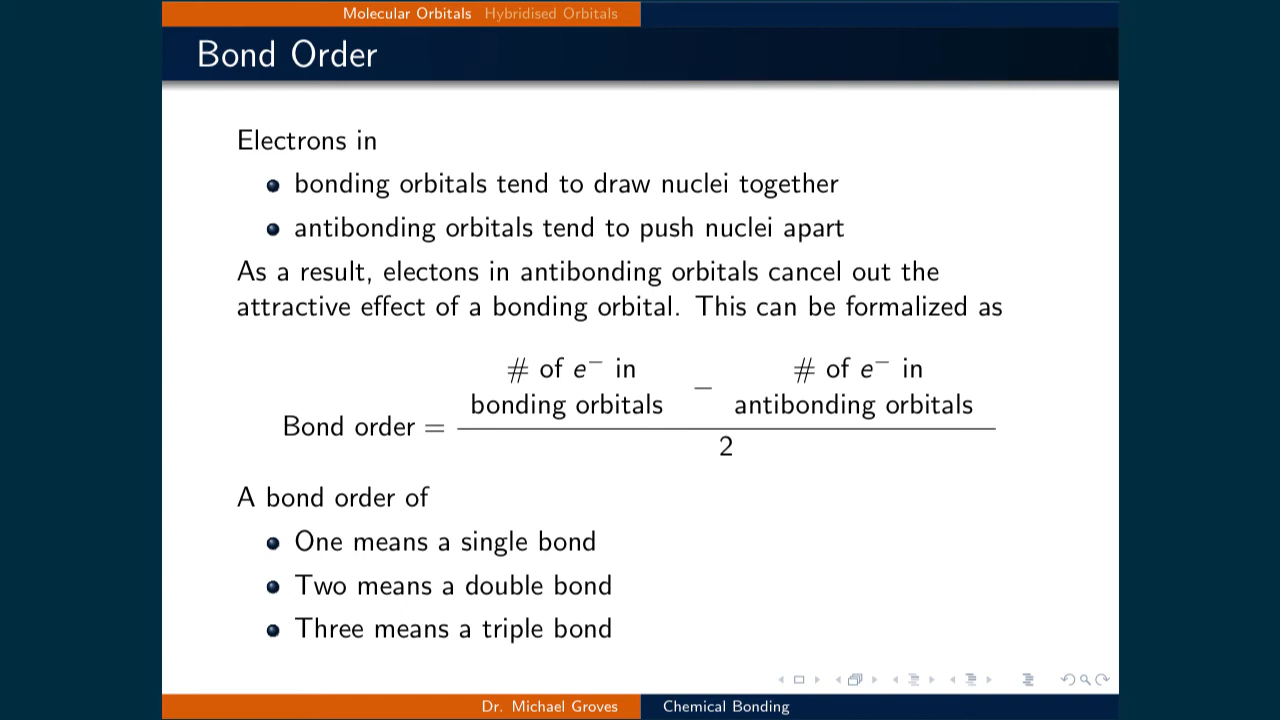 Molecular Orbitals Hybridised Orbitals
Bond Order
Electrons in
bonding orbitals tend to draw nuclei together
antibonding orbitals tend to push nuclei apart
As a result, electons in antibonding orbitals cancel out the
attractive effect of a bonding orbital. This can be formalized as
# of e⁻ in # of e⁻ in
bonding orbitals − antibonding orbitals
Bond order =
2
A bond order of
One means a single bond
Two means a double bond
Three means a triple bond
Dr. Michael Groves Chemical Bonding